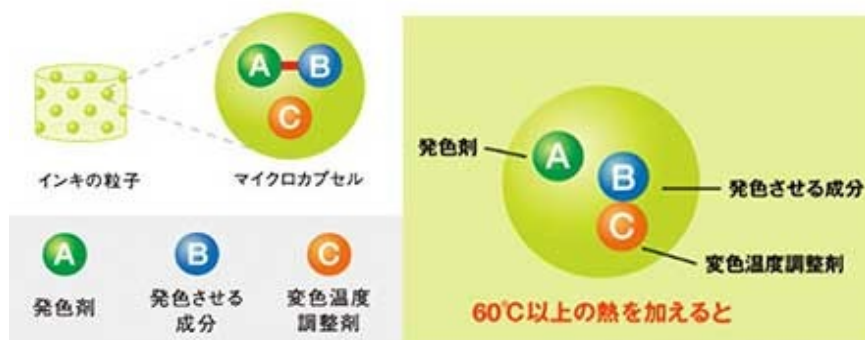 A B
C
インキの粒子
マイクロカプセル
A
発色剤
B
発色させる
成分
C
変色温度
調整剤
発色剤
A
B
C
発色させる成分
変色温度調整剤
60℃以上の熱を加えると